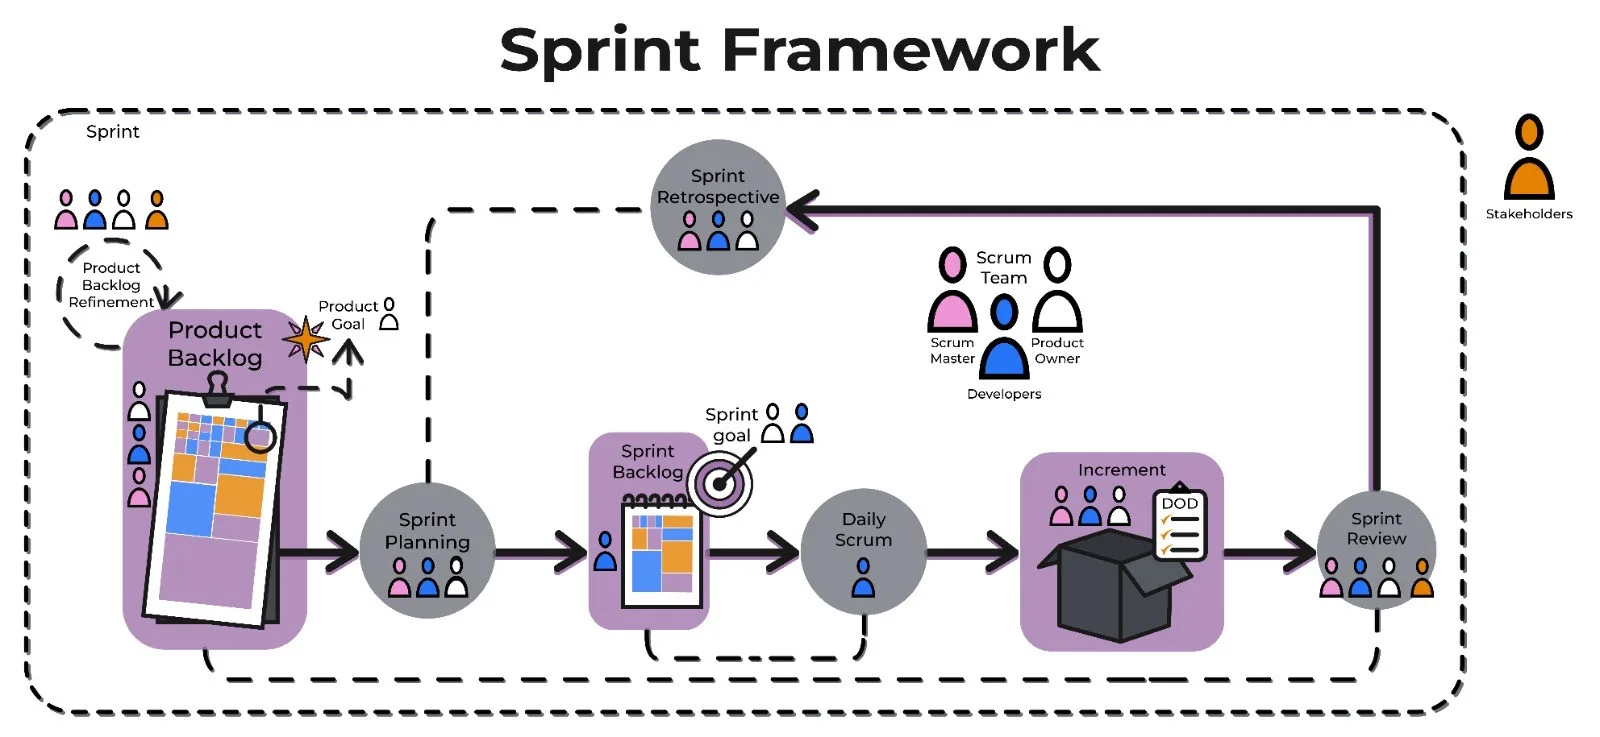 Sprint Framework
Sprint
Stakeholders
Sprint
Retrospective
Product
Backlog
Refinement
Product
Goal
Scrum
Team
Scrum
Master
Product
Owner
Developers
Product
Backlog
Sprint
goal
Sprint
Backlog
Increment
DOD
Sprint
Planning
Daily
Scrum
Sprint
Review